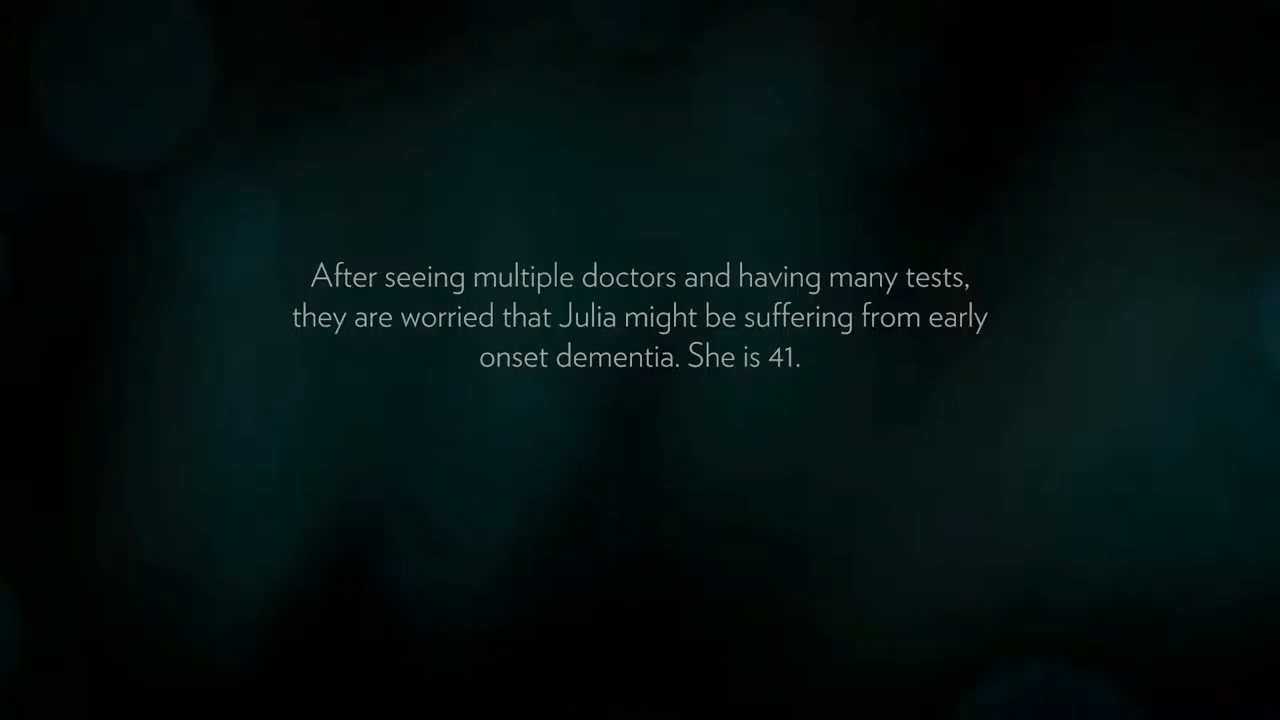 After seeing multiple doctors and having many tests,
they are worried that Julia might be suffering from early
onset dementia. She is 41.